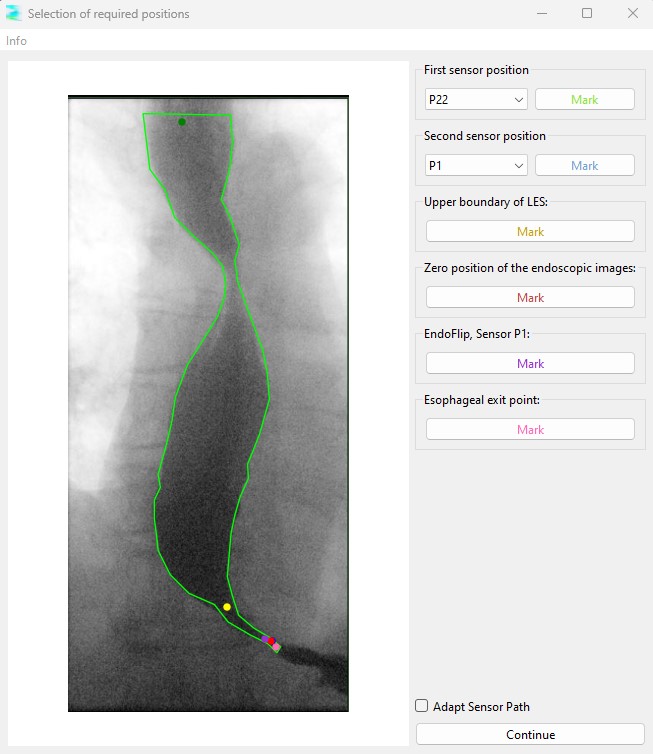 Selection of required positions
Info
First sensor position
P22
Mark
Second sensor position
P1
Mark
Upper boundary of LES:
Mark
Zero position of the endoscopic images:
Mark
EndoFlip, Sensor P1:
Mark
Esophageal exit point:
Mark
Adapt Sensor Path
Continue